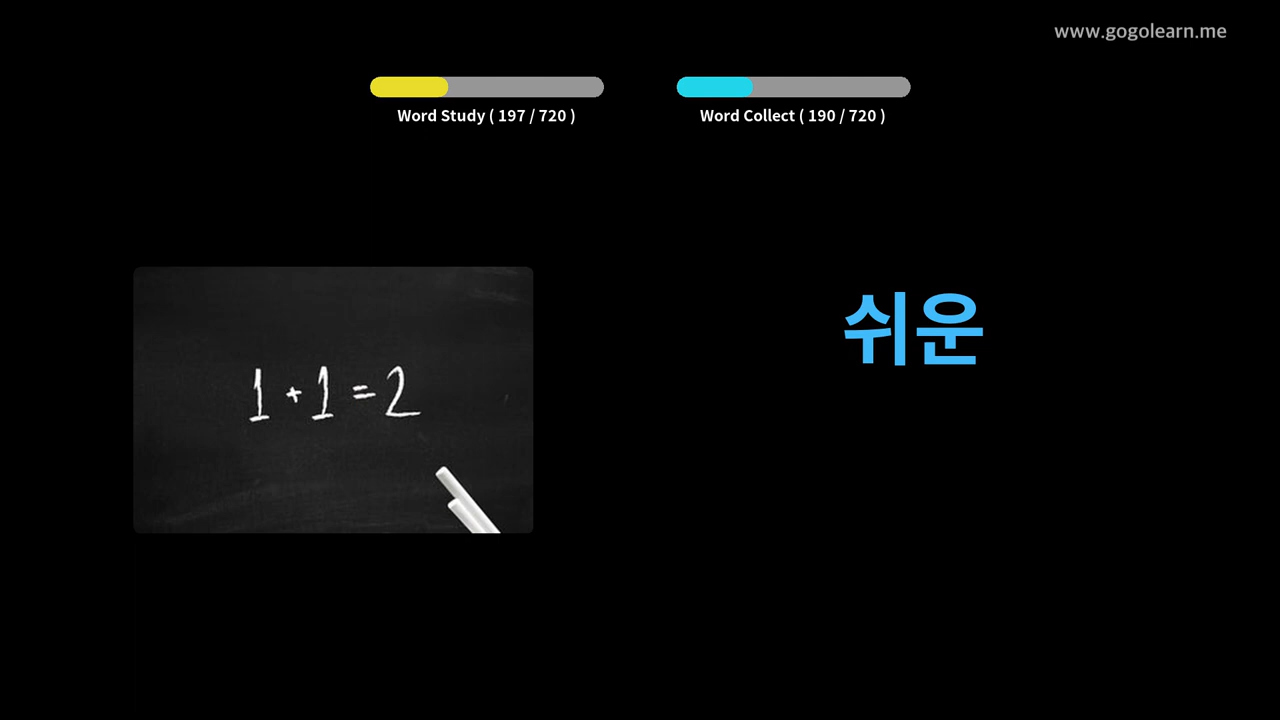 www.gogolearn.me
Word Study ( 197 / 720 )
Word Collect ( 190 / 720 )
쉬운
1 + 1 = 2